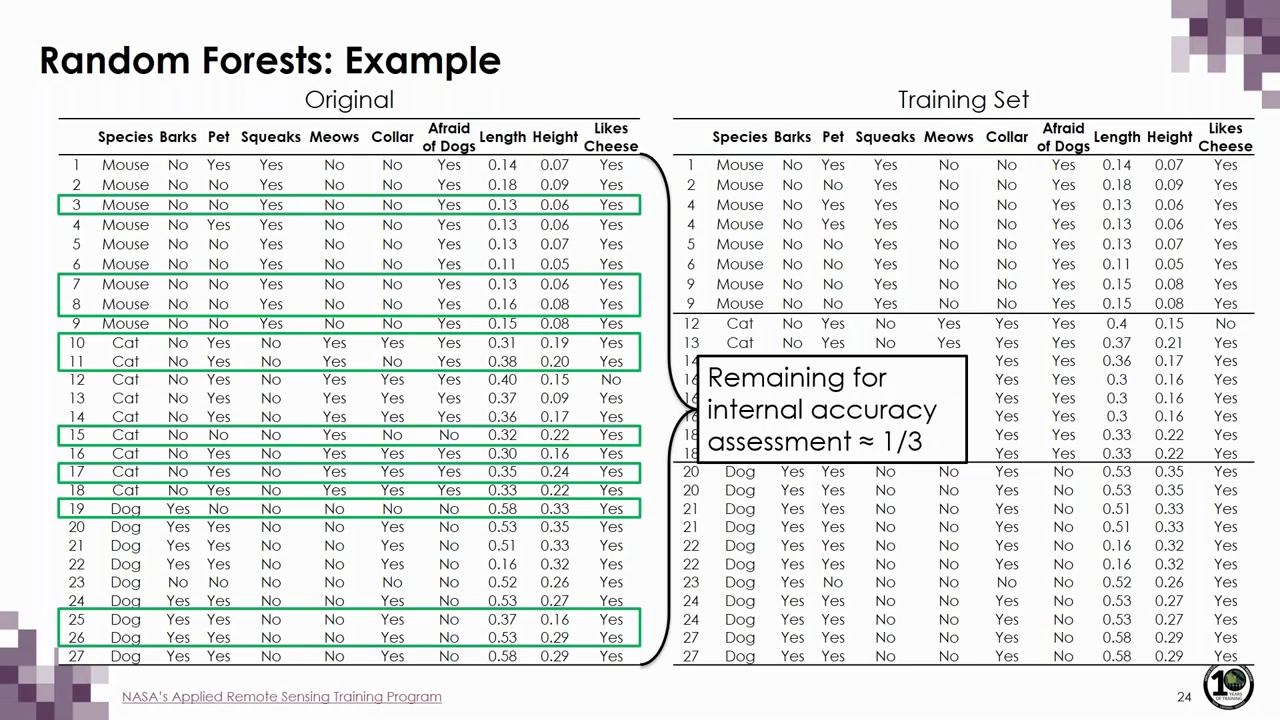 Random Forests: Example
Original
Species Barks Pet Squeaks Meows Collar Afraid of Dogs Length Height Likes Cheese
1 Mouse No Yes Yes No No Yes 0.14 0.07 Yes
2 Mouse No No Yes No No Yes 0.18 0.09 Yes
3 Mouse No No Yes No No Yes 0.13 0.06 Yes
4 Mouse No Yes Yes No No Yes 0.13 0.06 Yes
5 Mouse No No Yes No No Yes 0.13 0.07 Yes
6 Mouse No No Yes No No Yes 0.11 0.05 Yes
7 Mouse No No Yes No No Yes 0.13 0.06 Yes
8 Mouse No No Yes No No Yes 0.16 0.08 Yes
9 Mouse No No Yes No No Yes 0.15 0.08 Yes
10 Cat No Yes No Yes Yes Yes 0.31 0.19 Yes
11 Cat No Yes No Yes No Yes 0.38 0.20 Yes
12 Cat No Yes No Yes Yes Yes 0.40 0.15 No
13 Cat No Yes No Yes Yes Yes 0.37 0.09 Yes
14 Cat No Yes No Yes Yes Yes 0.36 0.17 Yes
15 Cat No No No Yes No No 0.32 0.22 Yes
16 Cat No Yes No Yes Yes Yes 0.30 0.16 Yes
17 Cat No Yes No Yes Yes Yes 0.35 0.24 Yes
18 Cat No Yes No Yes Yes Yes 0.33 0.22 Yes
19 Dog Yes No No No No No 0.58 0.33 Yes
20 Dog Yes Yes No No Yes No 0.53 0.35 Yes
21 Dog Yes Yes No No Yes No 0.51 0.33 Yes
22 Dog Yes Yes No No Yes No 0.16 0.32 Yes
23 Dog No No No No No No 0.52 0.26 Yes
24 Dog Yes Yes No No Yes No 0.53 0.27 Yes
25 Dog Yes Yes No No Yes No 0.37 0.16 Yes
26 Dog Yes Yes No No Yes No 0.53 0.29 Yes
27 Dog Yes Yes No No Yes No 0.58 0.29 Yes
Training Set
Species Barks Pet Squeaks Meows Collar Afraid of Dogs Length Height Likes Cheese
1 Mouse No Yes Yes No No Yes 0.14 0.07 Yes
2 Mouse No No Yes No No Yes 0.18 0.09 Yes
4 Mouse No Yes Yes No No Yes 0.13 0.06 Yes
4 Mouse No Yes Yes No No Yes 0.13 0.06 Yes
5 Mouse No No Yes No No Yes 0.13 0.07 Yes
6 Mouse No No Yes No No Yes 0.11 0.05 Yes
9 Mouse No No Yes No No Yes 0.15 0.08 Yes
9 Mouse No No Yes No No Yes 0.15 0.08 Yes
12 Cat No Yes No Yes Yes Yes 0.4 0.15 No
13 Cat No Yes No Yes Yes Yes 0.37 0.21 Yes
Yes Yes 0.36 0.17 Yes
Yes Yes 0.3 0.16 Yes
Yes Yes 0.3 0.16 Yes
Yes Yes 0.3 0.16 Yes
Yes Yes 0.33 0.22 Yes
Yes Yes 0.33 0.22 Yes
20 Dog Yes Yes No No Yes No 0.53 0.35 Yes
20 Dog Yes Yes No No Yes No 0.53 0.35 Yes
21 Dog Yes Yes No No Yes No 0.51 0.33 Yes
21 Dog Yes Yes No No Yes No 0.51 0.33 Yes
22 Dog Yes Yes No No Yes No 0.16 0.32 Yes
22 Dog Yes Yes No No Yes No 0.16 0.32 Yes
23 Dog Yes No No No No No 0.52 0.26 Yes
24 Dog Yes Yes No No Yes No 0.53 0.27 Yes
24 Dog Yes Yes No No Yes No 0.53 0.27 Yes
27 Dog Yes Yes No No Yes No 0.58 0.29 Yes
27 Dog Yes Yes No No Yes No 0.58 0.29 Yes
Remaining for
internal accuracy
assessment ≈ 1/3
NASA's Applied Remote Sensing Training Program
24
10
YEARS
OF TRAINING